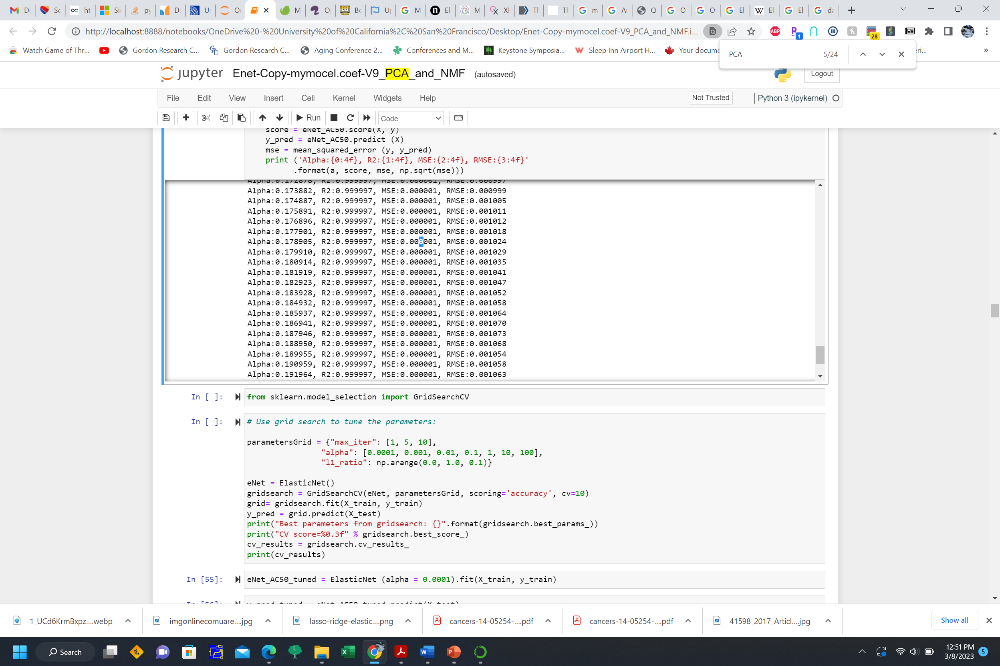 http://localhost:8888/notebooks/OneDrive%20-%20University%20of%20California%2C%20San%20Francisco/Desktop/Enet-Copy-mymocel.coef-V9_PCA_and_NMF.i...
ABP
1
28
Watch Game of Thr...
Gordon Research C...
Gordon Research C...
Aging Conference 2...
Conferences and M...
Keystone Symposia...
Sleep Inn Airport H...
Your docume
eri...
»
PCA
5/24
jupyter
Enet-Copy-mymocel.coef-V9_PCA_and_NMF (autosaved)
Logout
File Edit View Insert Cell Kernel Widgets Help
Not Trusted
Python 3 (ipykernel)
Run
Code
score = eNet_AC50.score(X, y)
y_pred = eNet_AC50.predict (X)
mse = mean_squared_error (y, y_pred)
print ('Alpha:{0:4f}, R2:{1:4f}, MSE:{2:4f}, RMSE:{3:4f}'
.format(a, score, mse, np.sqrt(mse)))
Alpha:0.172878, R2:0.999997, MSE:0.000001, RMSE:0.000997
Alpha:0.173882, R2:0.999997, MSE:0.000001, RMSE:0.000999
Alpha:0.174887, R2:0.999997, MSE:0.000001, RMSE:0.001005
Alpha:0.175891, R2:0.999997, MSE:0.000001, RMSE:0.001011
Alpha:0.176896, R2:0.999997, MSE:0.000001, RMSE:0.001012
Alpha:0.177901, R2:0.999997, MSE:0.000001, RMSE:0.001018
Alpha:0.178905, R2:0.999997, MSE:0.000001, RMSE:0.001024
Alpha:0.179910, R2:0.999997, MSE:0.000001, RMSE:0.001029
Alpha:0.180914, R2:0.999997, MSE:0.000001, RMSE:0.001035
Alpha:0.181919, R2:0.999997, MSE:0.000001, RMSE:0.001041
Alpha:0.182923, R2:0.999997, MSE:0.000001, RMSE:0.001047
Alpha:0.183928, R2:0.999997, MSE:0.000001, RMSE:0.001052
Alpha:0.184932, R2:0.999997, MSE:0.000001, RMSE:0.001058
Alpha:0.185937, R2:0.999997, MSE:0.000001, RMSE:0.001064
Alpha:0.186941, R2:0.999997, MSE:0.000001, RMSE:0.001070
Alpha:0.187946, R2:0.999997, MSE:0.000001, RMSE:0.001073
Alpha:0.188950, R2:0.999997, MSE:0.000001, RMSE:0.001068
Alpha:0.189955, R2:0.999997, MSE:0.000001, RMSE:0.001054
Alpha:0.190959, R2:0.999997, MSE:0.000001, RMSE:0.001058
Alpha:0.191964, R2:0.999997, MSE:0.000001, RMSE:0.001063
In [ ]: from sklearn.model_selection import GridSearchCV
In [ ]: # Use grid search to tune the parameters:
parametersGrid = {"max_iter": [1, 5, 10],
"alpha": [0.0001, 0.001, 0.01, 0.1, 1, 10, 100],
"l1_ratio": np.arange(0.0, 1.0, 0.1)}
eNet = ElasticNet()
gridsearch = GridSearchCV(eNet, parametersGrid, scoring='accuracy', cv=10)
grid= gridsearch.fit(X_train, y_train)
y_pred = grid.predict(X_test)
print("Best parameters from gridsearch: {}".format(gridsearch.best_params_))
print("CV score=%0.3f" % gridsearch.best_score_)
cv_results = gridsearch.cv_results_
print(cv_results)
In [55]: eNet_AC50_tuned = ElasticNet (alpha = 0.0001).fit(X_train, y_train)
In [56]: y_pred_tuned = eNet_AC50_tuned.predict(X_test)
1_UCd6KrmBxpz....webp
imgonlinecomuare....jpg
lasso-ridge-elastic....png
cancers-14-05254-....pdf
cancers-14-05254-....pdf
41598_2017_Articl....jpg
Show all
Search
12:51 PM
3/8/2023
5